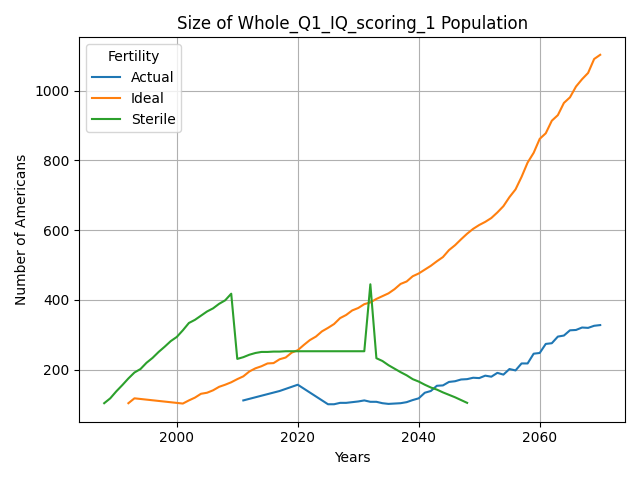 Size of Whole_Q1_IQ_scoring_1 Population
Fertility
Actual
Ideal
Sterile
Number of Americans
1000
800
600
400
200
2000
2020
2040
2060
Years